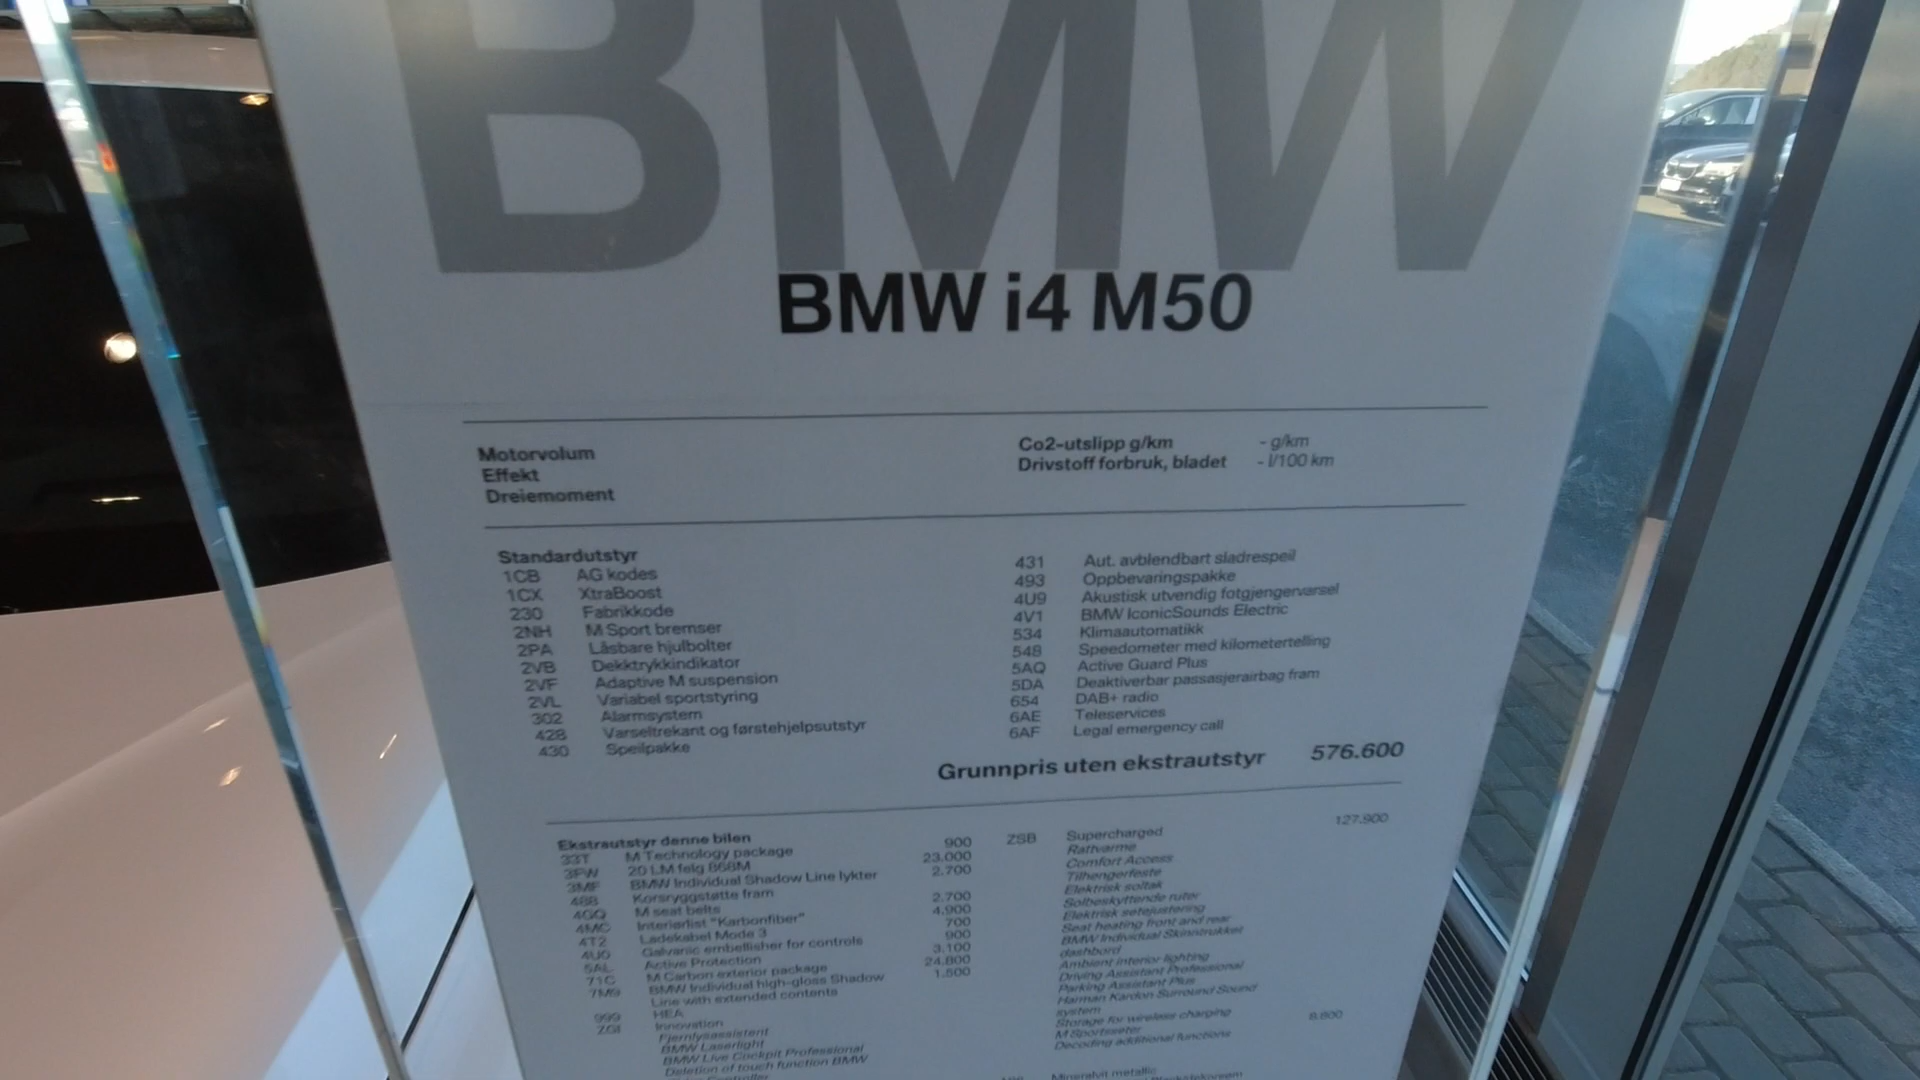 BMW
BMW i4 M50
Motorvolum
Effekt
Dreiemoment
Co2-utslipp g/km - g/km
Drivstoff forbruk, bladet - l/100 km
Standardutstyr
1CB AG kodes
1CX XtraBoost
230 Fabrikkode
2NH M Sport bremser
2PA Låsbare hjulbolter
2VB Dekktrykkindikator
2VF Adaptive M suspension
2VL Variabel sportstyring
302 Alarmsystem
428 Varseltrekant og førstehjelpsutstyr
430 Speilpakke
431 Aut. avblendbart sladrespeil
493 Oppbevaringspakke
4U9 Akustisk utvendig fotgjengervarsel
4V1 BMW IconicSounds Electric
534 Klimaautomatikk
548 Speedometer med kilometertelling
5AQ Active Guard Plus
5DA Deaktiverbar passasjerairbag fram
654 DAB+ radio
6AE Teleservices
6AF Legal emergency call
Grunnpris uten ekstrautstyr 576.600
Ekstrautstyr denne bilen
33T M Technology package 900
3FW 20 LM felg 868M 23.000
3MF BMW Individual Shadow Line lykter 2.700
488 Korsryggstøtte fram
4GQ M seat belts 2.700
4MC Interiørlist "Karbonfiber" 4.900
4T2 Ladekabel Mode 3 700
4U0 Galvanic embellisher for controls 900
5AL Active Protection 3.100
71C M Carbon exterior package 24.800
7M9 BMW Individual high-gloss Shadow 1.500
Line with extended contents
999 HEA
ZGI Innovation
Fjernlysassistent
BMW Laserlight
BMW Live Cockpit Professional
Deletion of touch function BMW
Controller
ZSB Supercharged 127.900
Rattvarme
Comfort Access
Tilhengerfeste
Elektrisk soltak
Solbeskyttende ruter
Elektrisk setejustering
Seat heating front and rear
BMW Individual Skinntrukket
dashbord
Ambient interior lighting
Driving Assistant Professional
Parking Assistant Plus
Harman Kardon Surround Sound
system
Storage for wireless charging
M Sportsseter
Decoding additional functions
8.800
Mineralvit metallic